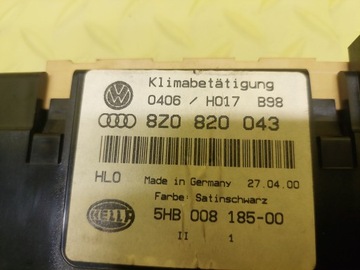 Klimabetätigung
0406 / H017 B98
8Z0 820 043
HLO Made in Germany 27.04.00
Farbe: Satinschwarz
HELLA 5HB 008 185-00
II 1